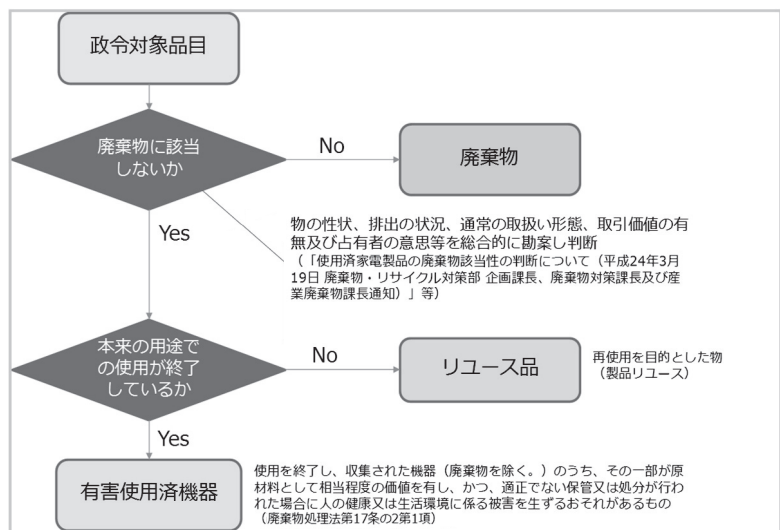 政令対象品目
廃棄物に該当
しないか
No
廃棄物
Yes
物の性状、排出の状況、通常の取扱い形態、取引価値の有
無及び占有者の意思等を総合的に勘案し判断
（「使用済家電製品の廃棄物該当性の判断について（平成24年3月
19日 廃棄物・リサイクル対策部 企画課長、廃棄物対策課長及び産
業廃棄物課長通知）」等）
本来の用途で
の使用が終了
しているか
No
リユース品
再使用を目的とした物
（製品リユース）
Yes
有害使用済機器
使用を終了し、収集された機器（廃棄物を除く。）のうち、その一部が原
材料として相当程度の価値を有し、かつ、適正でない保管又は処分が行わ
れた場合に人の健康又は生活環境に係る被害を生ずるおそれがあるもの
（廃棄物処理法第17条の2第1項）